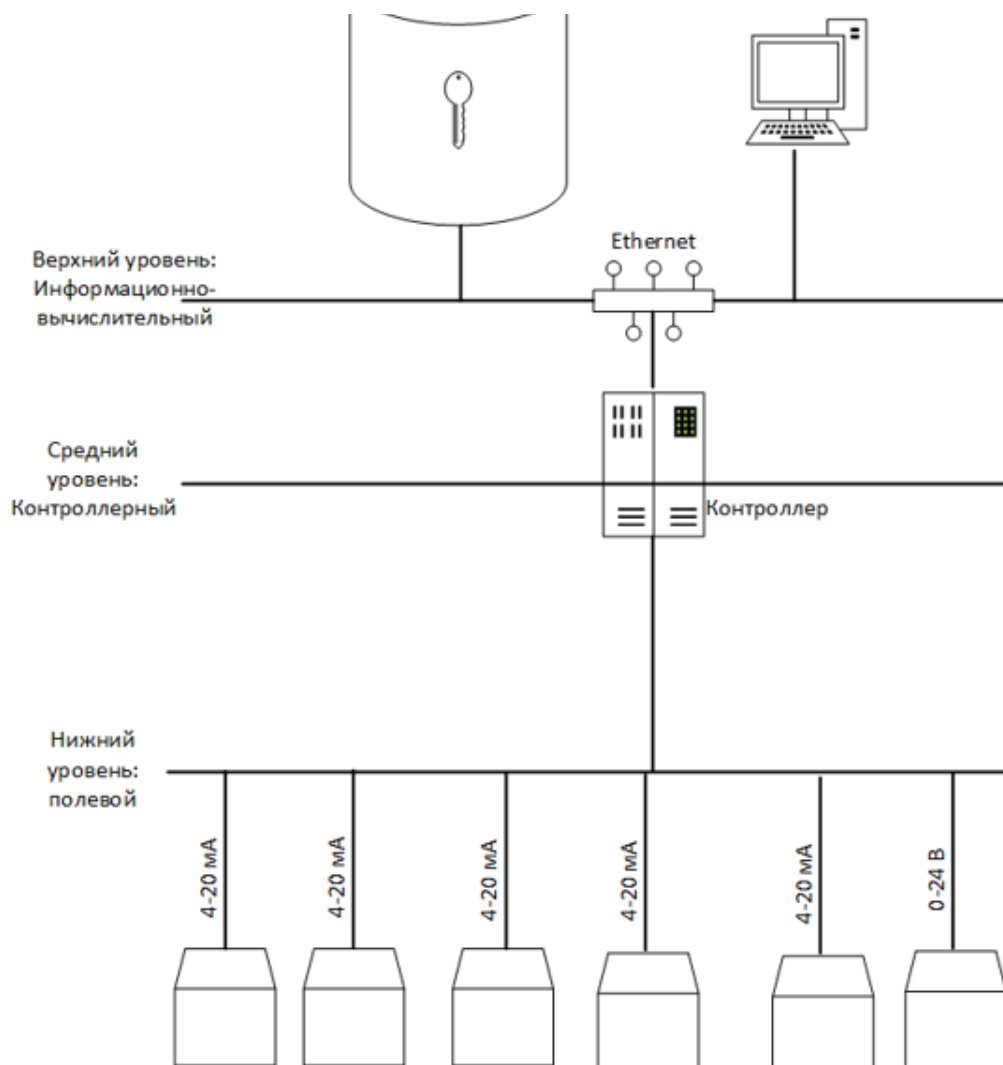 Ethernet
Верхний уровень:
Информационно-
вычислительный
Средний
уровень:
Контроллерный
Контроллер
Нижний
уровень:
полевой
4-20 мА
4-20 мА
4-20 мА
4-20 мА
4-20 мА
0-24 В